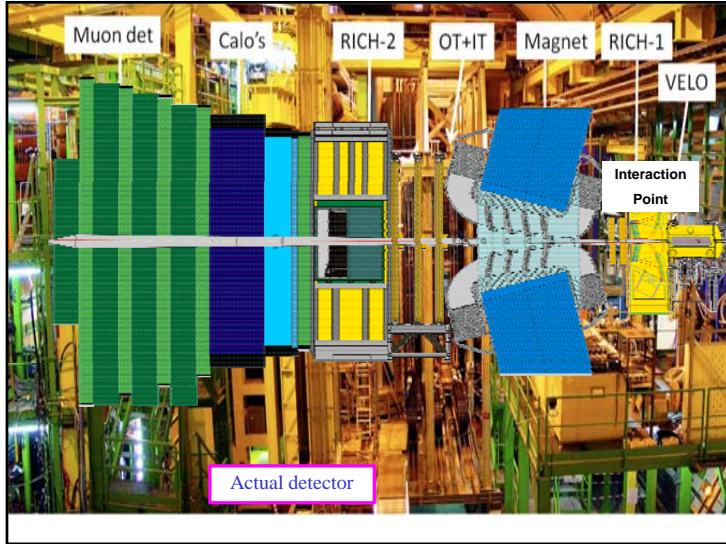 Muon det
Calo's
RICH-2
OT+IT
Magnet
RICH-1
VELO
Interaction
Point
Actual detector